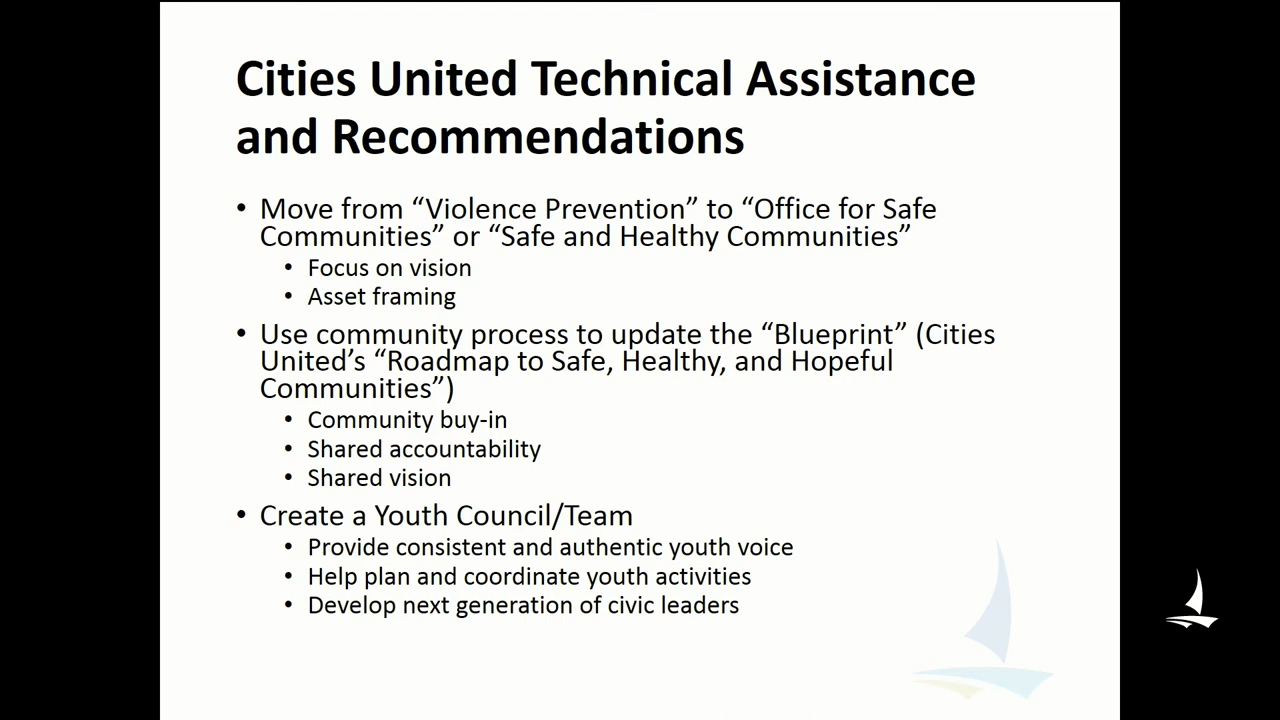 Cities United Technical Assistance
and Recommendations
• Move from “Violence Prevention” to “Office for Safe
Communities” or “Safe and Healthy Communities”
• Focus on vision
• Asset framing
• Use community process to update the “Blueprint” (Cities
United’s “Roadmap to Safe, Healthy, and Hopeful
Communities”)
• Community buy-in
• Shared accountability
• Shared vision
• Create a Youth Council/Team
• Provide consistent and authentic youth voice
• Help plan and coordinate youth activities
• Develop next generation of civic leaders